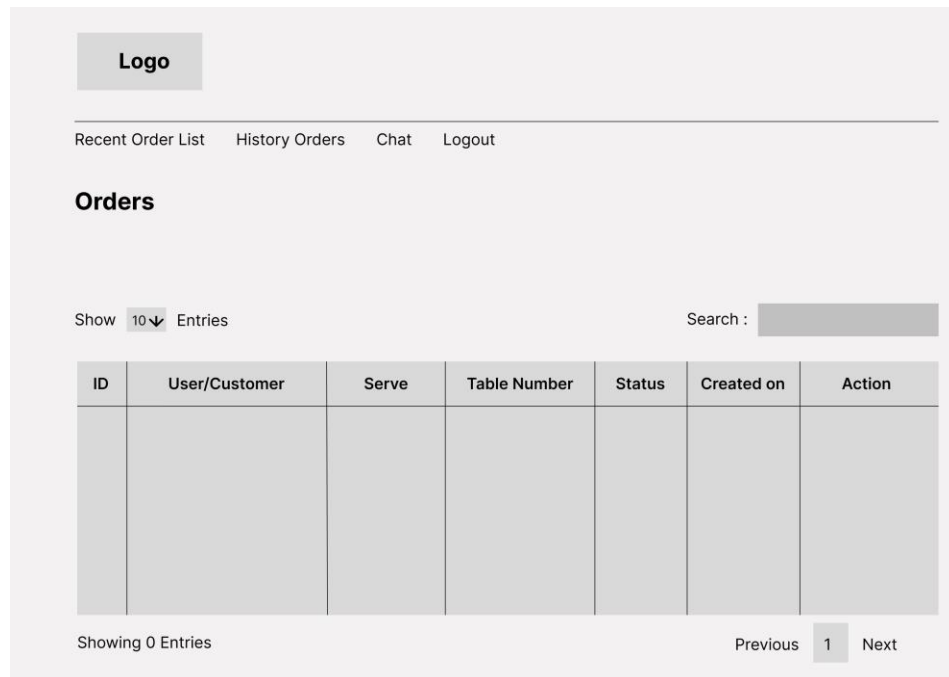 Logo
Recent Order List History Orders Chat Logout
Orders
Show 10 Entries Search :
ID User/Customer Serve Table Number Status Created on Action
Showing 0 Entries Previous 1 Next